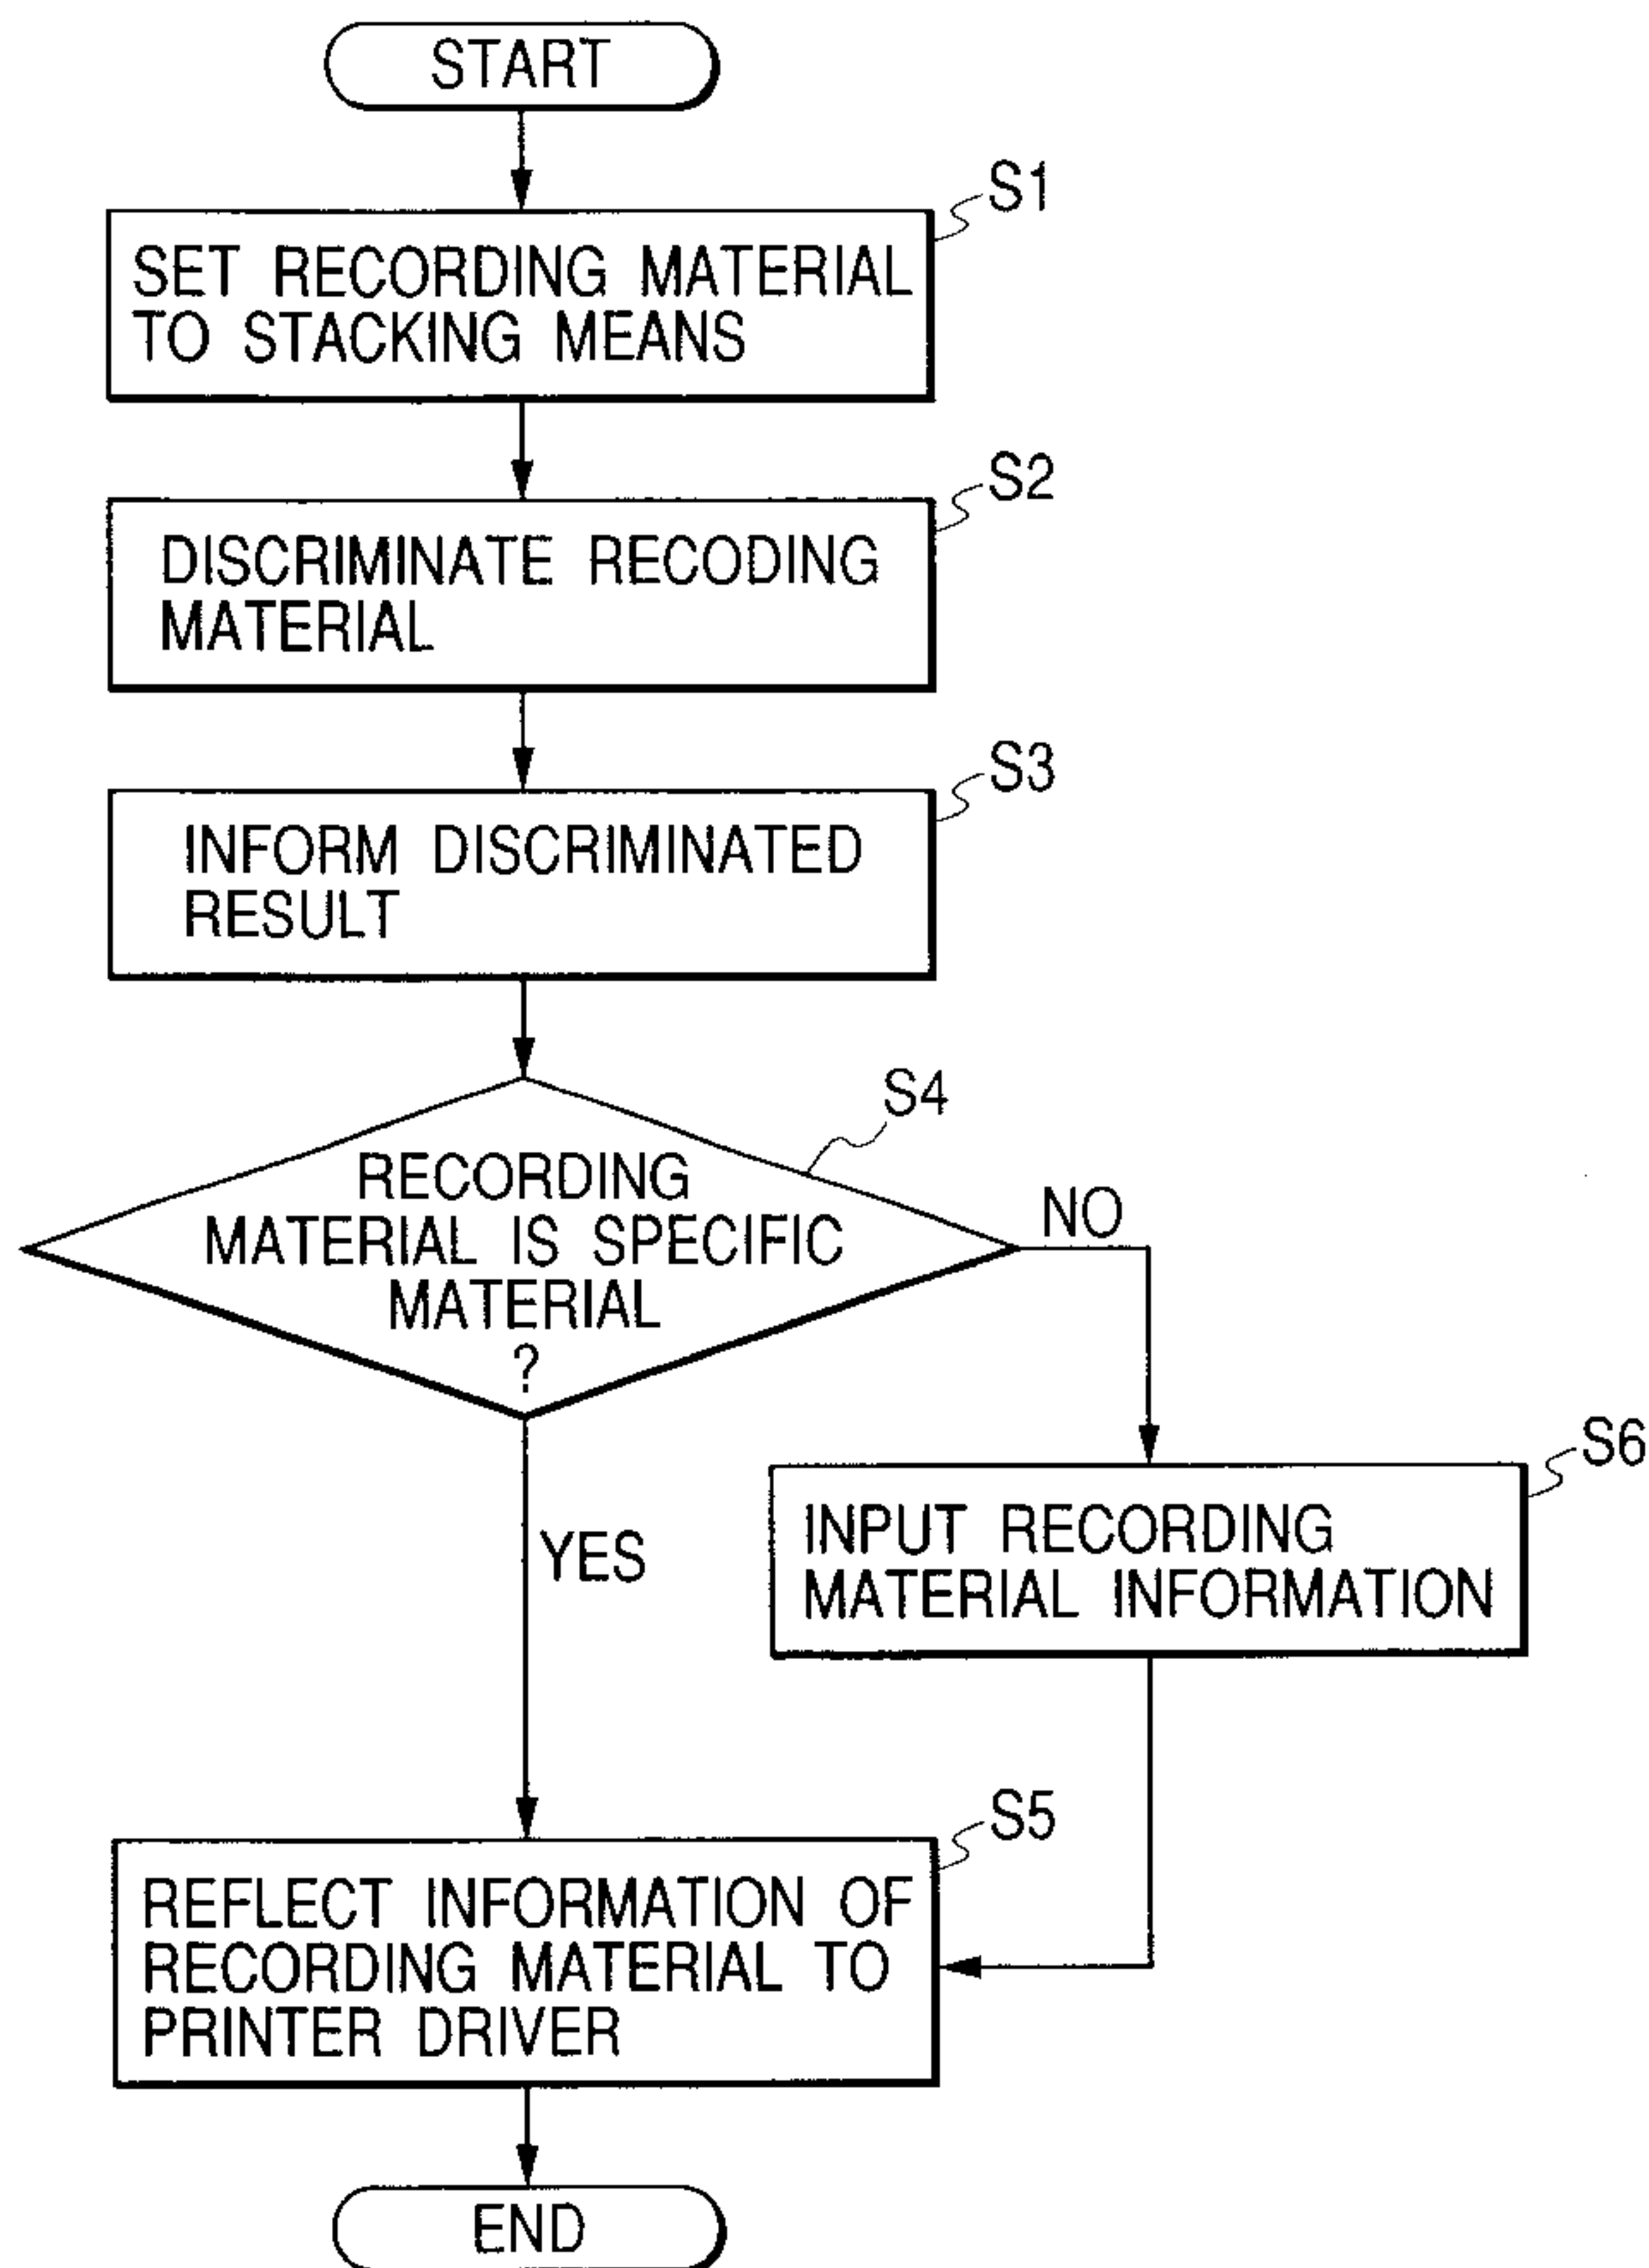 START
S1
SET RECORDING MATERIAL
TO STACKING MEANS
S2
DISCRIMINATE RECODING
MATERIAL
S3
INFORM DISCRIMINATED
RESULT
S4
RECORDING
MATERIAL IS SPECIFIC
MATERIAL
?
NO
YES
S6
INPUT RECORDING
MATERIAL INFORMATION
S5
REFLECT INFORMATION OF
RECORDING MATERIAL TO
PRINTER DRIVER
END